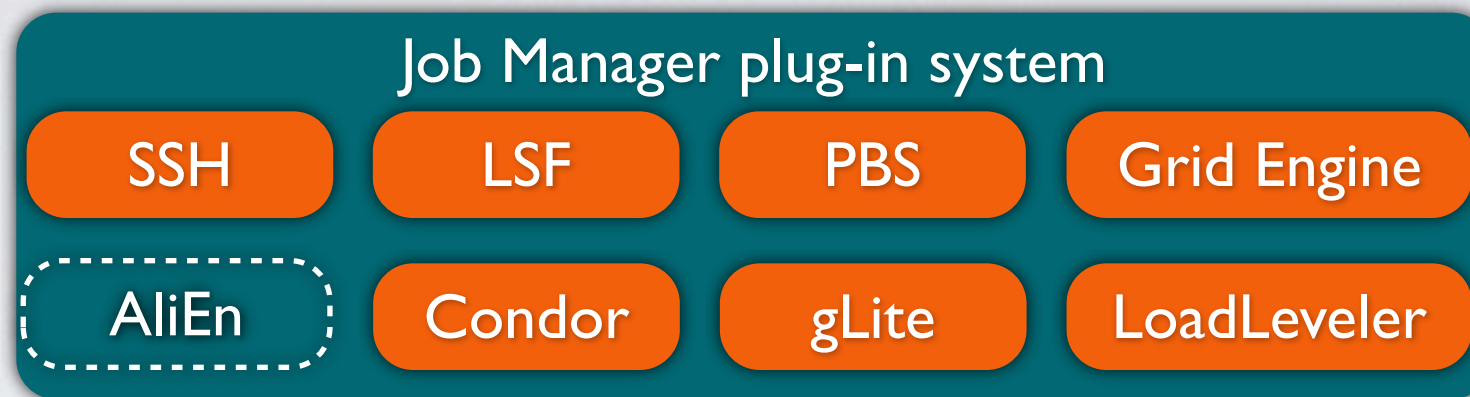 Job Manager plug-in system
SSH
LSF
PBS
Grid Engine
AliEn
Condor
gLite
LoadLeveler